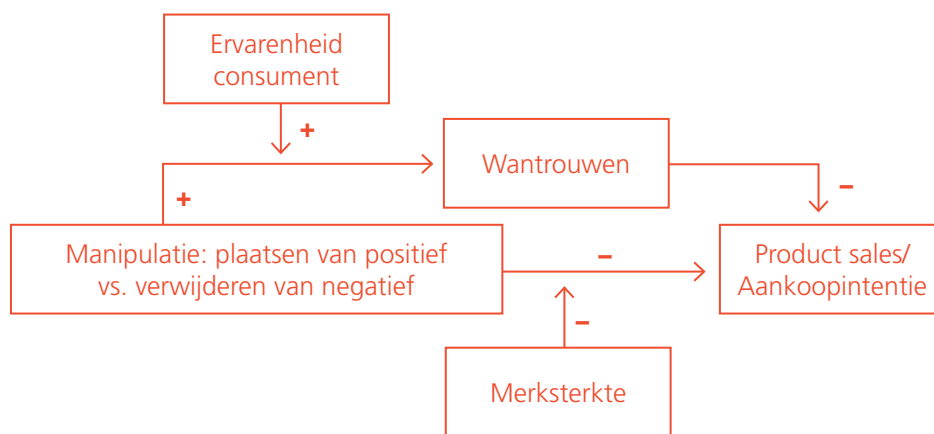 Ervarenheid
consument
+
Wantrouwen
+
–
Manipulatie: plaatsen van positief
vs. verwijderen van negatief
–
Product sales/
Aankoopintentie
–
Merksterkte